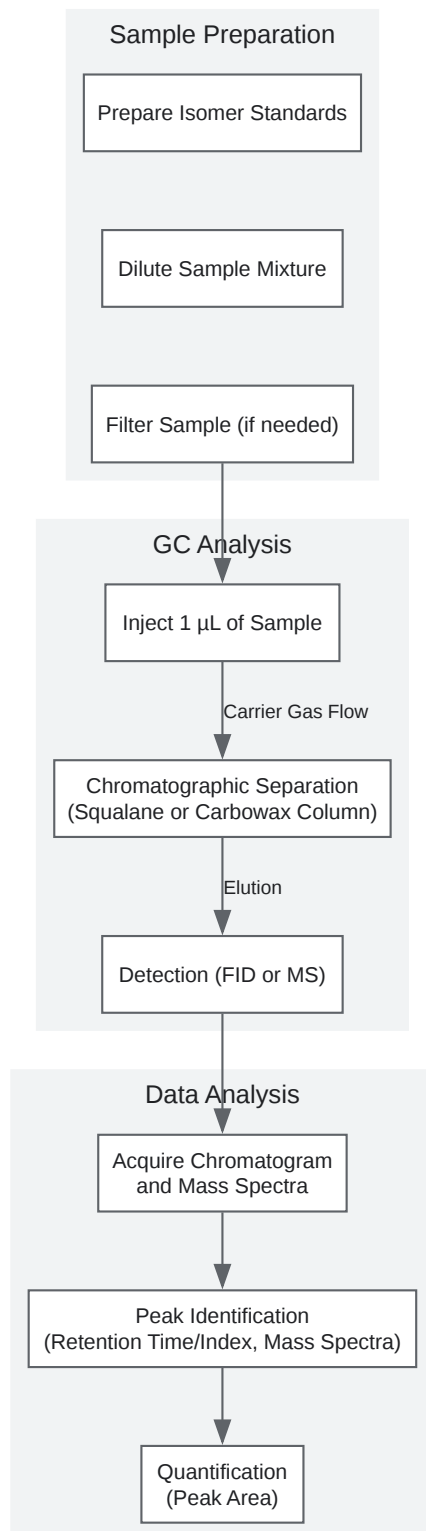 Sample Preparation
Prepare Isomer Standards
Dilute Sample Mixture
Filter Sample (if needed)
GC Analysis
Inject 1 µL of Sample
Carrier Gas Flow
Chromatographic Separation
(Squalane or Carbowax Column)
Elution
Detection (FID or MS)
Data Analysis
Acquire Chromatogram
and Mass Spectra
Peak Identification
(Retention Time/Index, Mass Spectra)
Quantification
(Peak Area)